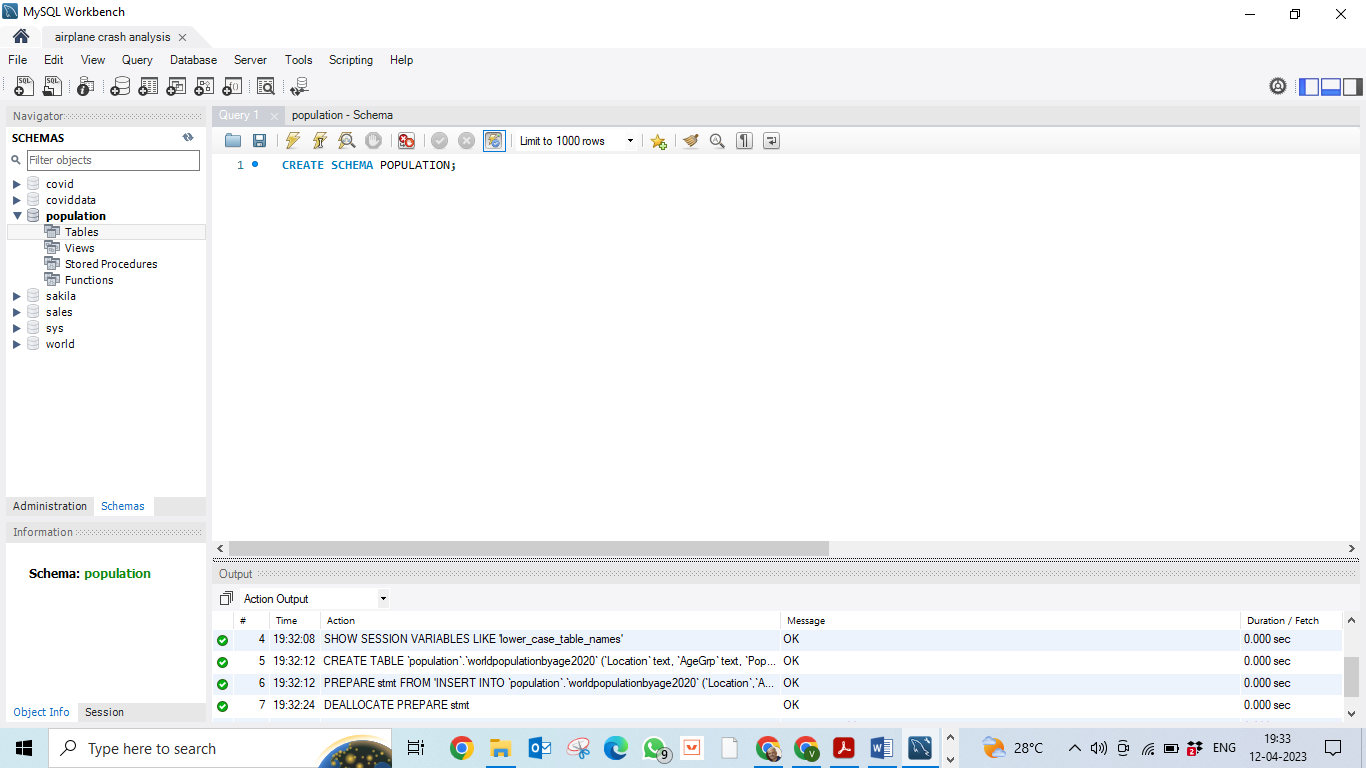 MySQL Workbench
airplane crash analysis
File Edit View Query Database Server Tools Scripting Help
Navigator
SCHEMAS
Filter objects
covid
coviddata
population
Tables
Views
Stored Procedures
Functions
sakila
sales
sys
world
Administration Schemas
Information
Schema: population
Object Info Session
Query 1 population - Schema
Limit to 1000 rows
1 CREATE SCHEMA POPULATION;
Output
Action Output
# Time Action Message Duration / Fetch
4 19:32:08 SHOW SESSION VARIABLES LIKE 'lower_case_table_names' OK 0.000 sec
5 19:32:12 CREATE TABLE `population`.`worldpopulationbyage2020` (`Location` text, `AgeGrp` text, `Pop... OK 0.000 sec
6 19:32:12 PREPARE stmt FROM 'INSERT INTO `population`.`worldpopulationbyage2020` (`Location`,`A... OK 0.000 sec
7 19:32:24 DEALLOCATE PREPARE stmt OK 0.000 sec
Type here to search
9
28°C
2
ENG
19:33
12-04-2023